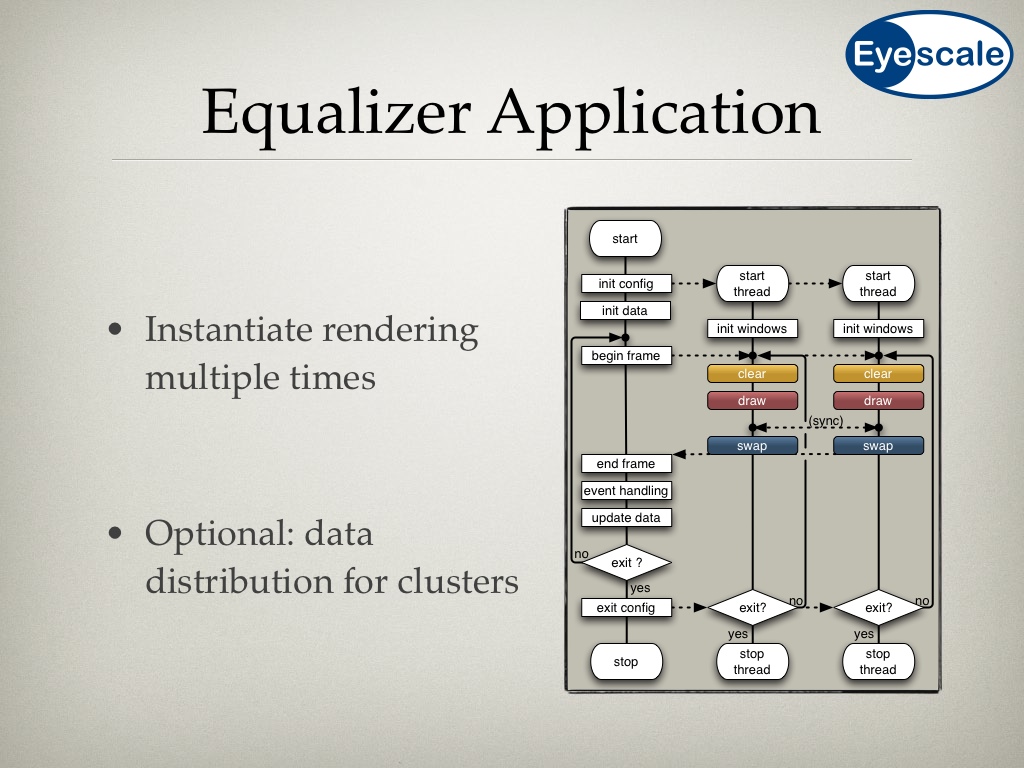 Eyescale
Equalizer Application
• Instantiate rendering
multiple times
• Optional: data
distribution for clusters
start
init config
init data
begin frame
end frame
event handling
update data
exit ?
no
yes
exit config
stop
start
thread
init windows
clear
draw
(sync)
swap
exit?
no
yes
stop
thread
start
thread
init windows
clear
draw
swap
exit?
no
yes
stop
thread